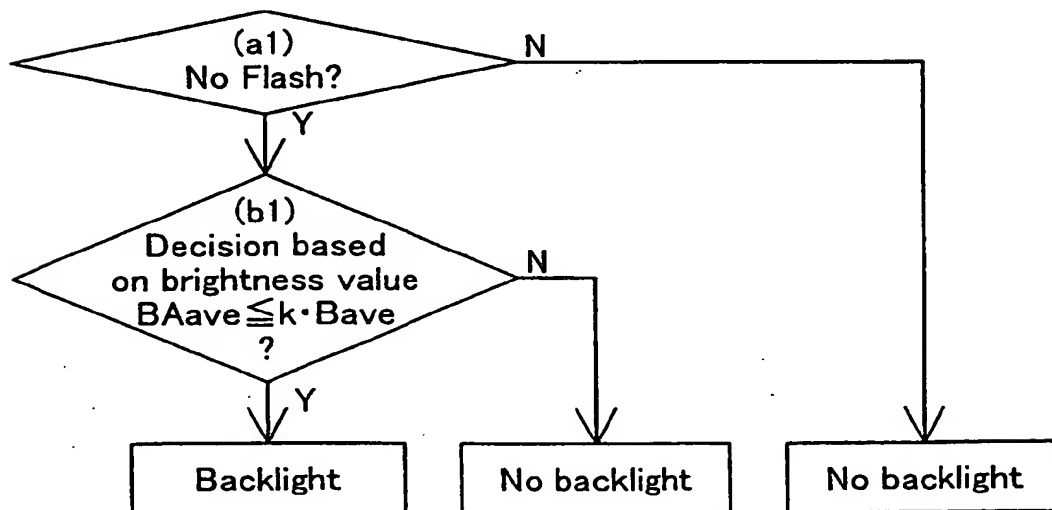 (a1)
No Flash?
N
Y
(b1)
Decision based
on brightness value
BAave≦k·Bave
?
N
Y
Backlight
No backlight
No backlight